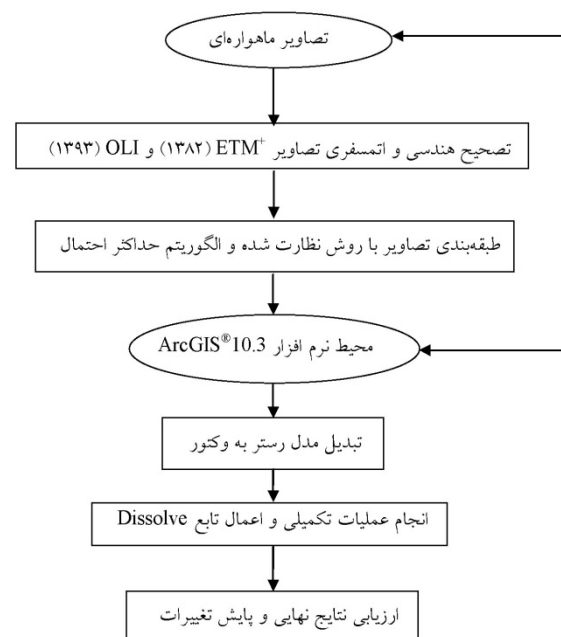 تصاویر ماهواره‌ای
تصحیح هندسی و اتمسفری تصاویر ETM⁺ (۱۳۸۲) و OLI (۱۳۹۳)
طبقه‌بندی تصاویر با روش نظارت شده و الگوریتم حداکثر احتمال
محیط نرم افزار ArcGIS®10.3
تبدیل مدل رستر به وکتور
انجام عملیات تکمیلی و اعمال تابع Dissolve
ارزیابی نتایج نهایی و پایش تغییرات